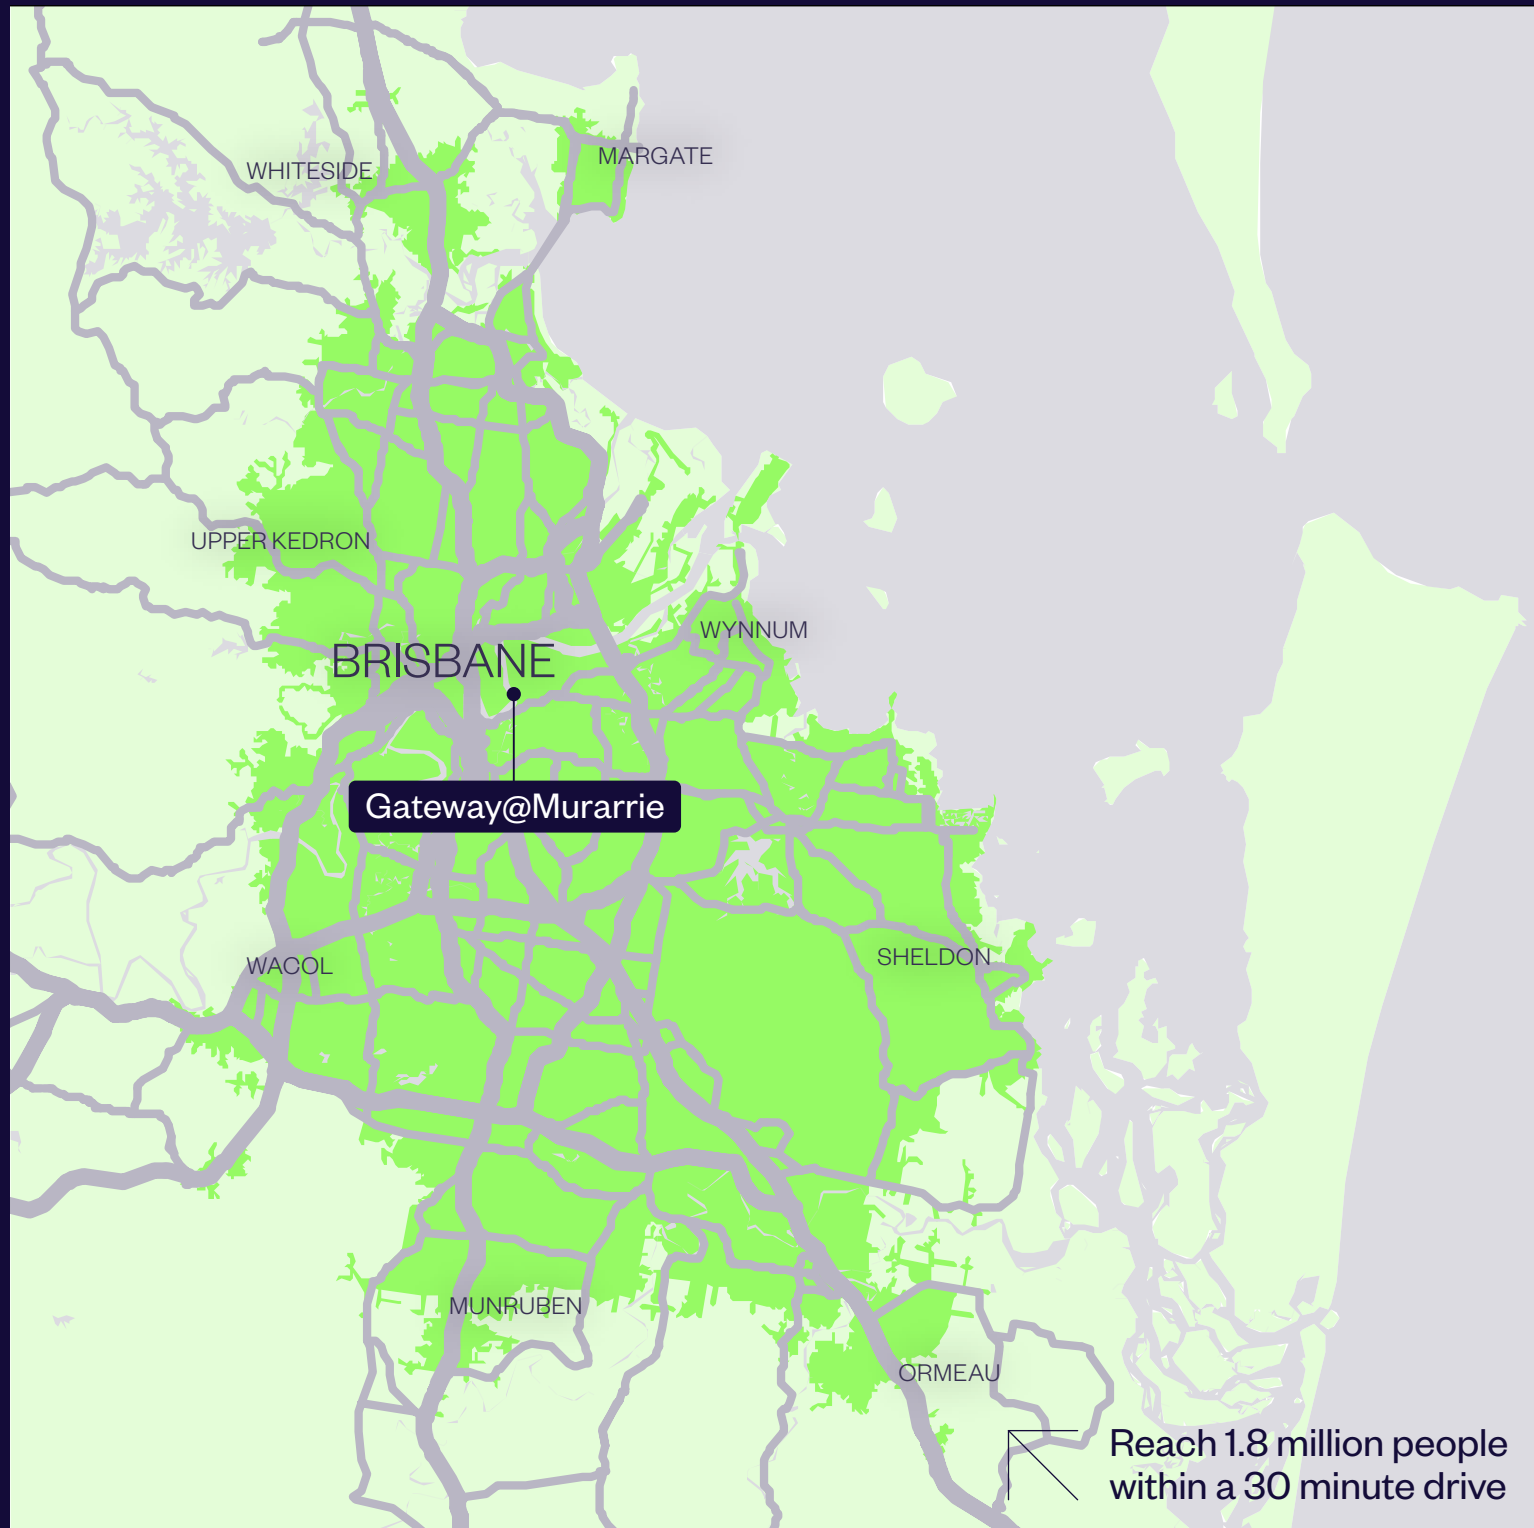 MARGATE
WHITESIDE
UPPER KEDRON
WYNNUM
BRISBANE
Gateway@Murarrie
SHELDON
WACOL
MUNRUBEN
ORMEAU
Reach 1.8 million people
within a 30 minute drive